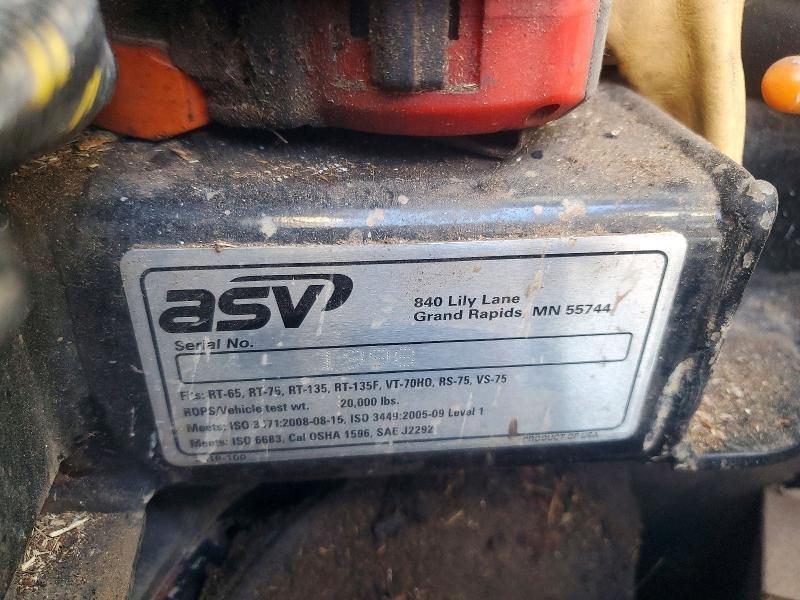 asv
840 Lily Lane
Grand Rapids, MN 55744
Serial No.
Fits: RT-65, RT-75, RT-135, RT-135F, VT-70HO, RS-75, VS-75
ROPS/Vehicle test wt. 20,000 lbs.
Meets: ISO 3471:2008-08-15, ISO 3449:2005-09 Level 1
Meets: ISO 6683, Cal OSHA 1596, SAE J2292
PRODUCT OF USA